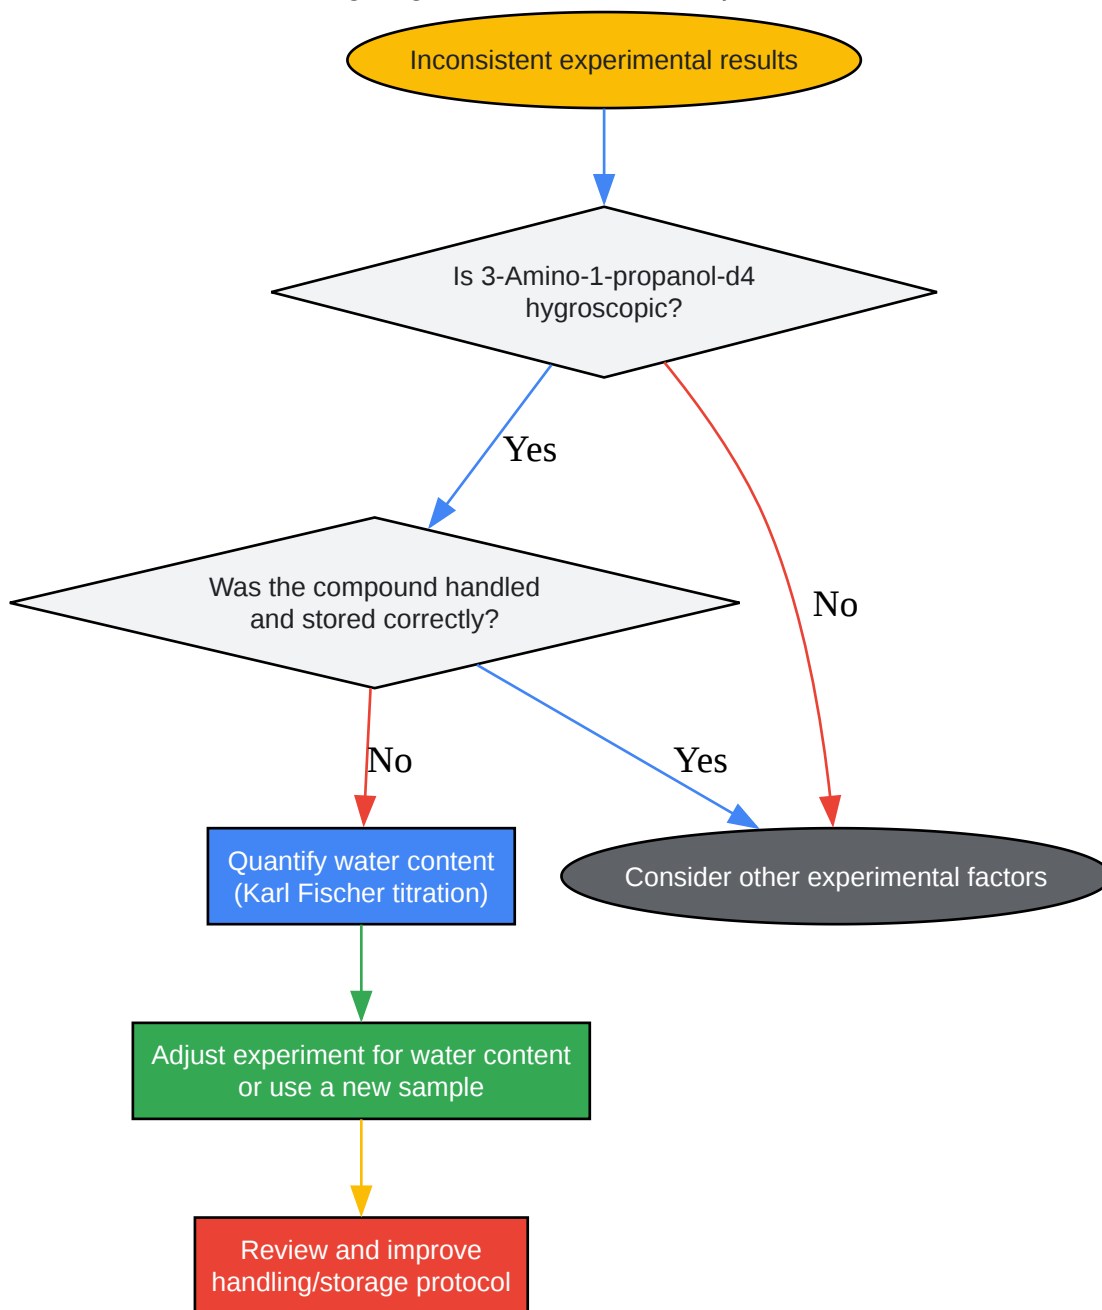 Inconsistent experimental results
Is 3-Amino-1-propanol-d4
hygroscopic?
Yes
No
Was the compound handled
and stored correctly?
No
Yes
Quantify water content
(Karl Fischer titration)
Consider other experimental factors
Adjust experiment for water content
or use a new sample
Review and improve
handling/storage protocol